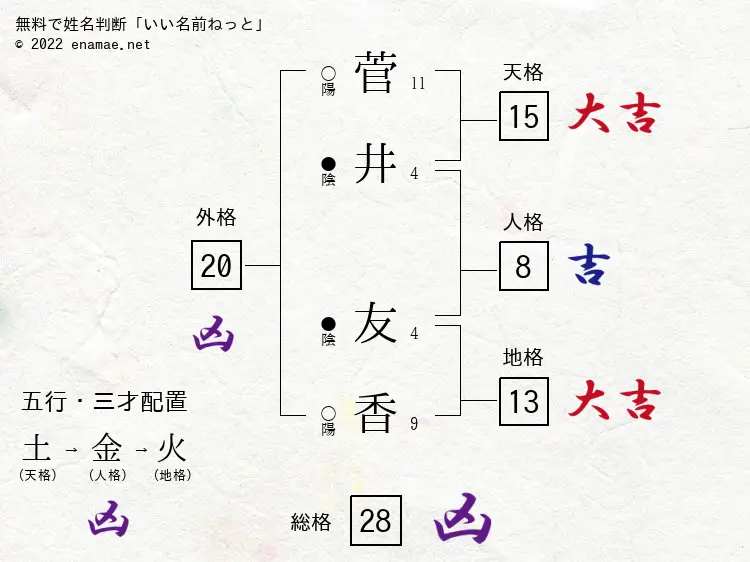 無料で姓名判断「いい名前ねっと」
© 2022 enamae.net
○
陽
菅
11
天格
15
大吉
●
陰
井
4
外格
20
凶
人格
8
吉
●
陰
友
4
地格
13
大吉
○
陽
香
9
五行・三才配置
土→金→火
(天格) (人格) (地格)
凶
総格 28 凶